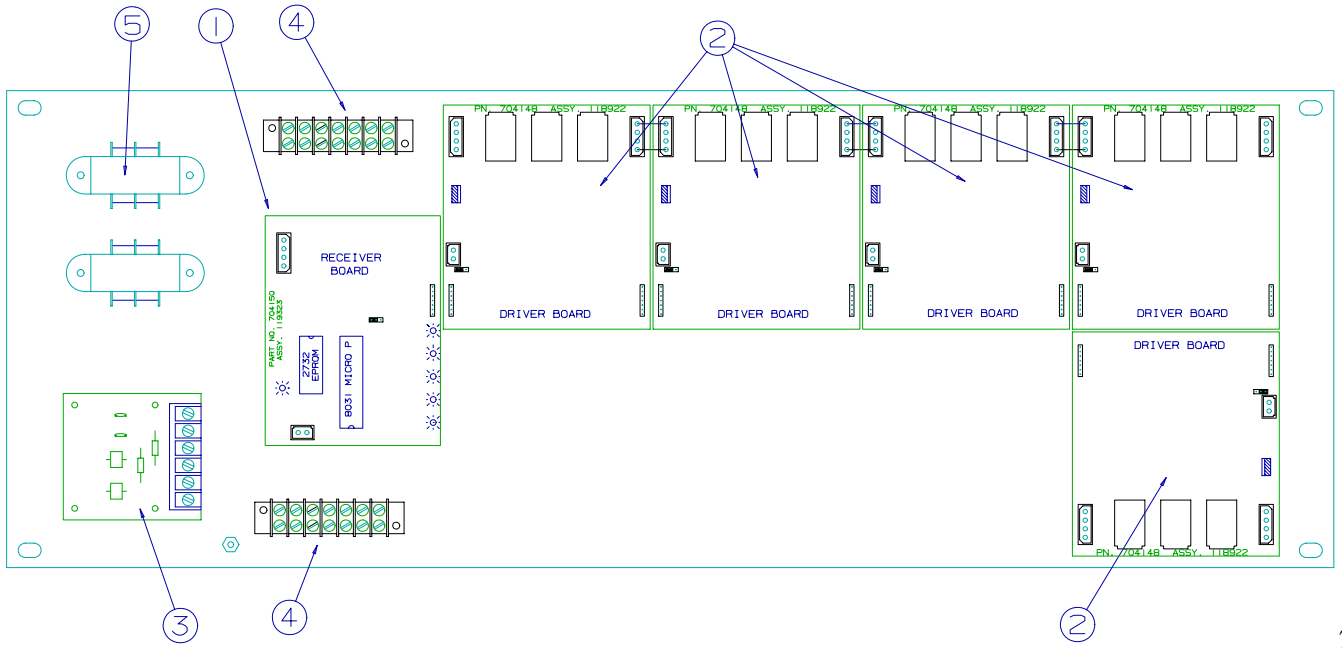 5
1
4
2
PN. 704148 ASSY. 118922
PN. 704148 ASSY. 118922
PN. 704148 ASSY. 118922
PN. 704148 ASSY. 118922
RECEIVER
BOARD
PART NO. 704150
ASSY. 119323
2732
EPROM
8031 MICRO P
DRIVER BOARD
DRIVER BOARD
DRIVER BOARD
DRIVER BOARD
DRIVER BOARD
PN. 704148 ASSY. 118922
3
4
2